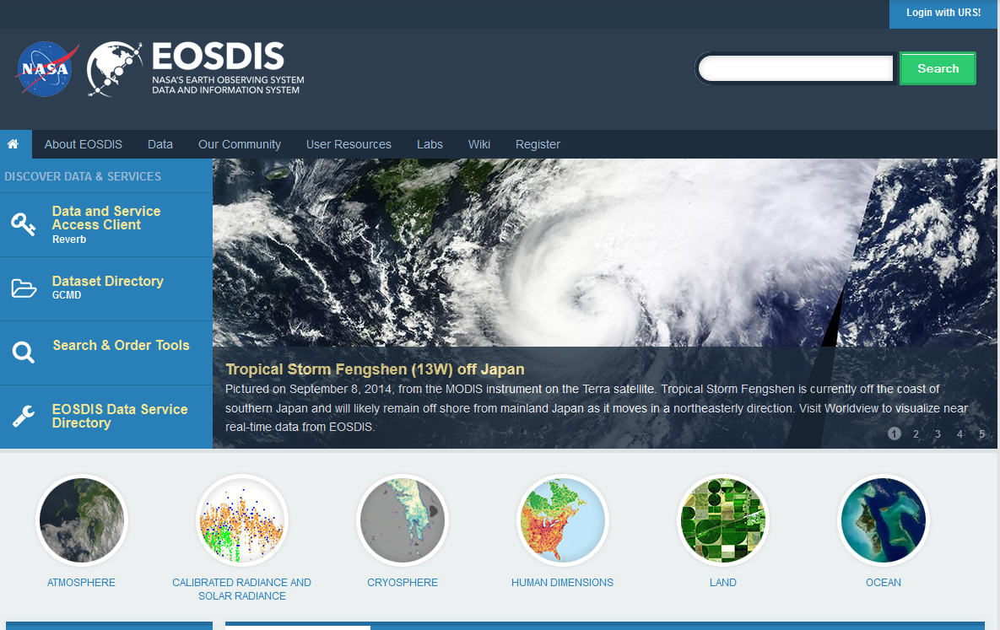 Login with URS!
NASA
EOSDIS
NASA'S EARTH OBSERVING SYSTEM
DATA AND INFORMATION SYSTEM
Search
About EOSDIS Data Our Community User Resources Labs Wiki Register
DISCOVER DATA & SERVICES
Data and Service
Access Client
Reverb
Dataset Directory
GCMD
Search & Order Tools
EOSDIS Data Service
Directory
Tropical Storm Fengshen (13W) off Japan
Pictured on September 8, 2014, from the MODIS instrument on the Terra satellite. Tropical Storm Fengshen is currently off the coast of
southern Japan and will likely remain off shore from mainland Japan as it moves in a northeasterly direction. Visit Worldview to visualize near
real-time data from EOSDIS.
1 2 3 4 5
ATMOSPHERE
CALIBRATED RADIANCE AND
SOLAR RADIANCE
CRYOSPHERE
HUMAN DIMENSIONS
LAND
OCEAN